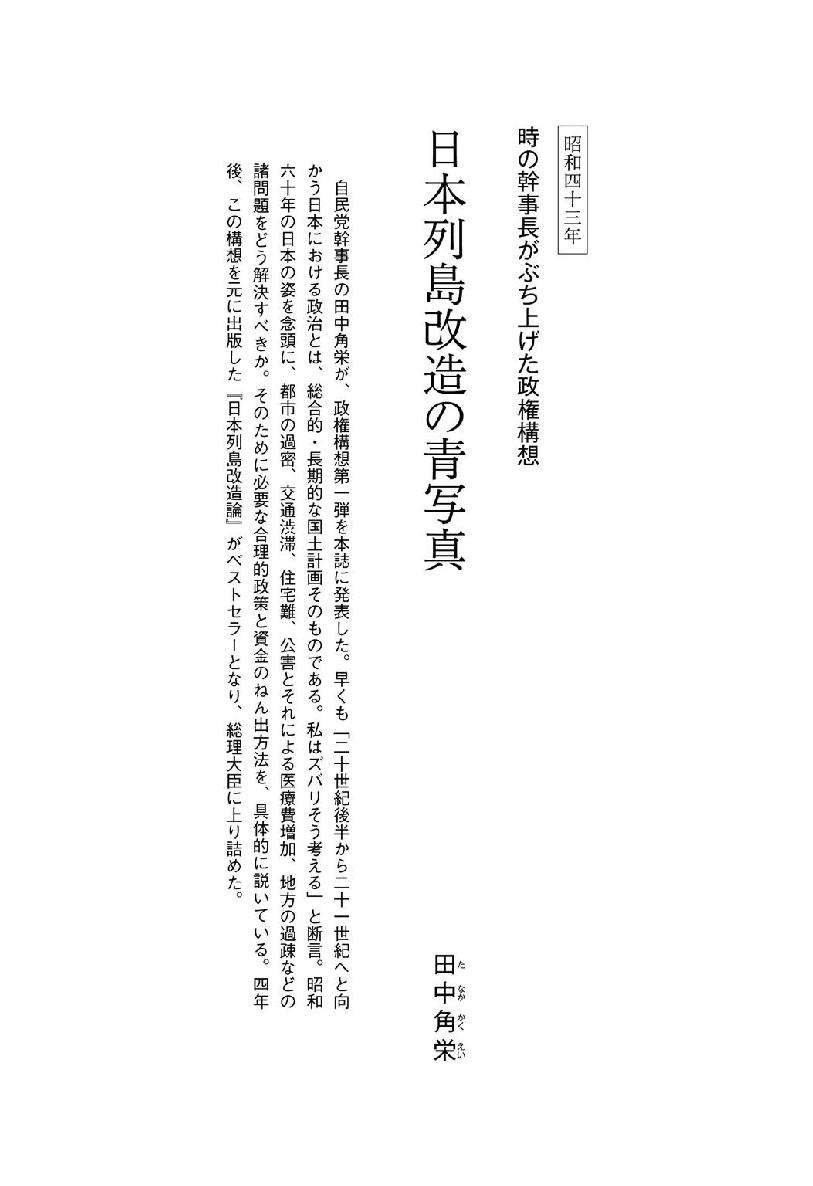 昭和四十三年
時の幹事長がぶち上げた政権構想
日本列島改造の青写真
田中角栄
たなかかくえい
自民党幹事長の田中角栄が、政権構想第一弾を本誌に発表した。早くも「二十世紀後半から二十一世紀へと向
かう日本における政治とは、総合的・長期的な国土計画そのものである。私はズバリそう考える」と断言。昭和
六十年の日本の姿を念頭に、都市の過密、交通渋滞、住宅難、公害とそれによる医療費増加、地方の過疎などの
諸問題をどう解決すべきか。そのために必要な合理的政策と資金のねん出方法を、具体的に説いている。四年
後、この構想を元に出版した『日本列島改造論』がベストセラーとなり、総理大臣に上り詰めた。